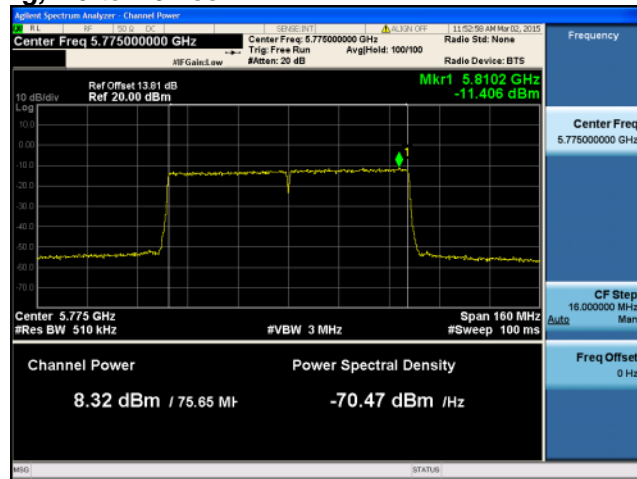 Agilent Spectrum Analyzer - Channel Power
RL RF 50 Ω DC SENSE:INT ALIGN OFF 11:52:58 AM Mar 02, 2015
Center Freq 5.775000000 GHz Center Freq: 5.775000000 GHz Radio Std: None
Trig: Free Run Avg|Hold: 100/100
#IFGain:Low #Atten: 20 dB Radio Device: BTS
Frequency
Ref Offset 13.81 dB Mkr1 5.8102 GHz
10 dB/div Ref 20.00 dBm -11.406 dBm
Log
10.0
0.00
-10.0
-20.0
-30.0
-40.0
-50.0
-60.0
-70.0
1
Center Freq
5.775000000 GHz
Center 5.775 GHz Span 160 MHz
#Res BW 510 kHz #VBW 3 MHz #Sweep 100 ms
CF Step
16.000000 MHz
Auto Man
Channel Power Power Spectral Density
8.32 dBm / 75.65 MH -70.47 dBm /Hz
Freq Offset
0 Hz
MSG STATUS